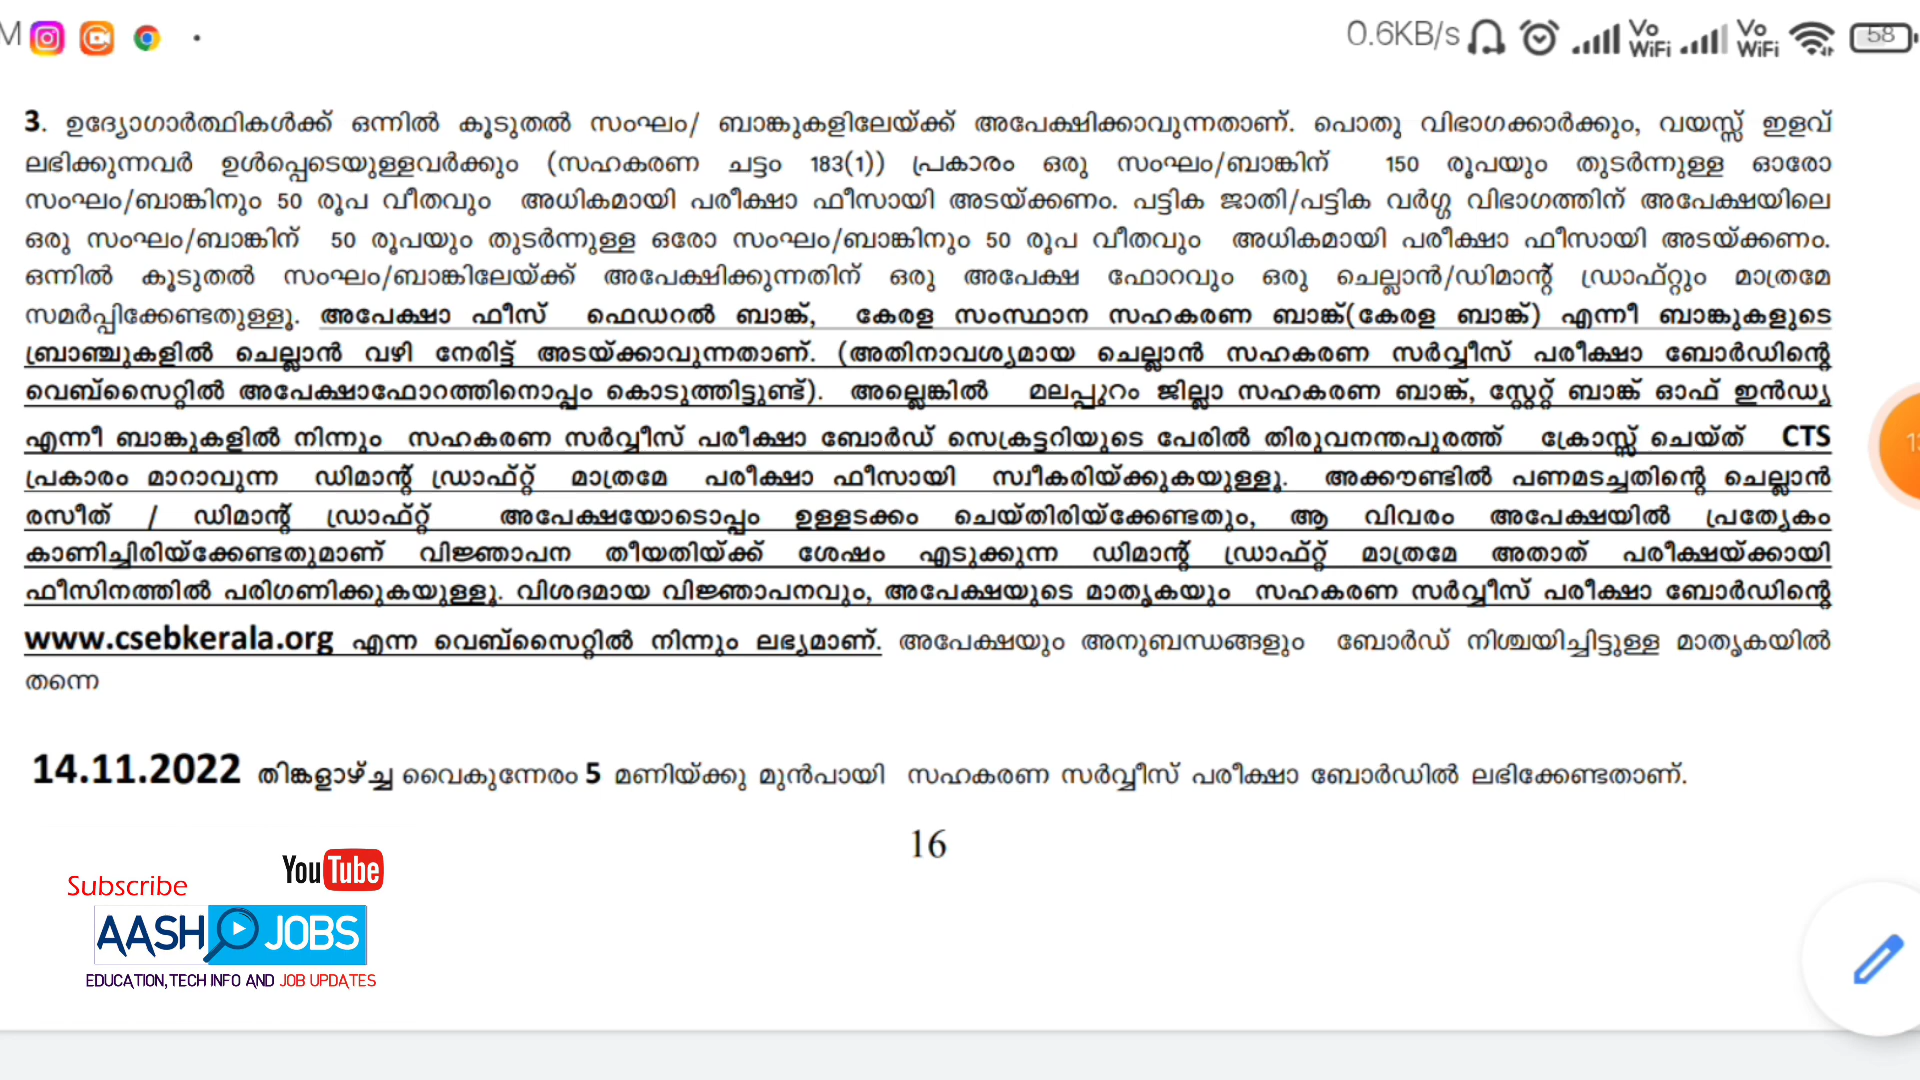 M
0.6KB/s Vo WiFi Vo WiFi 58
3. ഉദ്യോഗാർത്ഥികൾക്ക് ഒന്നിൽ കൂടുതൽ സംഘം/ ബാങ്കുകളിലേയ്ക്ക് അപേക്ഷിക്കാവുന്നതാണ്. പൊതു വിഭാഗക്കാർക്കും, വയസ്സ് ഇളവ്
ലഭിക്കുന്നവർ ഉൾപ്പെടെയുള്ളവർക്കും (സഹകരണ ചട്ടം 183(1)) പ്രകാരം ഒരു സംഘം/ബാങ്കിന് 150 രൂപയും തുടർന്നുള്ള ഓരോ
സംഘം/ബാങ്കിനും 50 രൂപ വീതവും അധികമായി പരീക്ഷാ ഫീസായി അടയ്ക്കണം. പട്ടിക ജാതി/പട്ടിക വർഗ്ഗ വിഭാഗത്തിന് അപേക്ഷയിലെ
ഒരു സംഘം/ബാങ്കിന് 50 രൂപയും തുടർന്നുള്ള ഒരോ സംഘം/ബാങ്കിനും 50 രൂപ വീതവും അധികമായി പരീക്ഷാ ഫീസായി അടയ്ക്കണം.
ഒന്നിൽ കൂടുതൽ സംഘം/ബാങ്കിലേയ്ക്ക് അപേക്ഷിക്കുന്നതിന് ഒരു അപേക്ഷ ഫോറവും ഒരു ചെല്ലാൻ/ഡിമാന്റ് ഡ്രാഫ്റ്റും മാത്രമേ
സമർപ്പിക്കേണ്ടതുള്ളൂ. അപേക്ഷാ ഫീസ് ഫെഡറൽ ബാങ്ക്, കേരള സംസ്ഥാന സഹകരണ ബാങ്ക്(കേരള ബാങ്ക്) എന്നീ ബാങ്കുകളുടെ
ബ്രാഞ്ചുകളിൽ ചെല്ലാൻ വഴി നേരിട്ട് അടയ്ക്കാവുന്നതാണ്. (അതിനാവശ്യമായ ചെല്ലാൻ സഹകരണ സർവ്വീസ് പരീക്ഷാ ബോർഡിന്റെ
വെബ്സൈറ്റിൽ അപേക്ഷാഫോറത്തിനൊപ്പം കൊടുത്തിട്ടുണ്ട്). അല്ലെങ്കിൽ മലപ്പുറം ജില്ലാ സഹകരണ ബാങ്ക്, സ്റ്റേറ്റ് ബാങ്ക് ഓഫ് ഇൻഡ്യ
എന്നീ ബാങ്കുകളിൽ നിന്നും സഹകരണ സർവ്വീസ് പരീക്ഷാ ബോർഡ് സെക്രട്ടറിയുടെ പേരിൽ തിരുവനന്തപുരത്ത് ക്രോസ്സ് ചെയ്ത് CTS
പ്രകാരം മാറാവുന്ന ഡിമാന്റ് ഡ്രാഫ്റ്റ് മാത്രമേ പരീക്ഷാ ഫീസായി സ്വീകരിയ്ക്കുകയുള്ളൂ. അക്കൗണ്ടിൽ പണമടച്ചതിന്റെ ചെല്ലാൻ
രസീത് / ഡിമാന്റ് ഡ്രാഫ്റ്റ് അപേക്ഷയോടൊപ്പം ഉള്ളടക്കം ചെയ്തിരിയ്ക്കേണ്ടതും, ആ വിവരം അപേക്ഷയിൽ പ്രത്യേകം
കാണിച്ചിരിയ്ക്കേണ്ടതുമാണ് വിജ്ഞാപന തീയതിയ്ക്ക് ശേഷം എടുക്കുന്ന ഡിമാന്റ് ഡ്രാഫ്റ്റ് മാത്രമേ അതാത് പരീക്ഷയ്ക്കായി
ഫീസിനത്തിൽ പരിഗണിക്കുകയുള്ളൂ. വിശദമായ വിജ്ഞാപനവും, അപേക്ഷയുടെ മാതൃകയും സഹകരണ സർവ്വീസ് പരീക്ഷാ ബോർഡിന്റെ
www.csebkerala.org എന്ന വെബ്സൈറ്റിൽ നിന്നും ലഭ്യമാണ്. അപേക്ഷയും അനുബന്ധങ്ങളും ബോർഡ് നിശ്ചയിച്ചിട്ടുള്ള മാതൃകയിൽ
തന്നെ
14.11.2022 തിങ്കളാഴ്ച്ച വൈകുന്നേരം 5 മണിയ്ക്കു മുൻപായി സഹകരണ സർവ്വീസ് പരീക്ഷാ ബോർഡിൽ ലഭിക്കേണ്ടതാണ്.
16
Subscribe YouTube
AASH JOBS
EDUCATION,TECH INFO AND JOB UPDATES